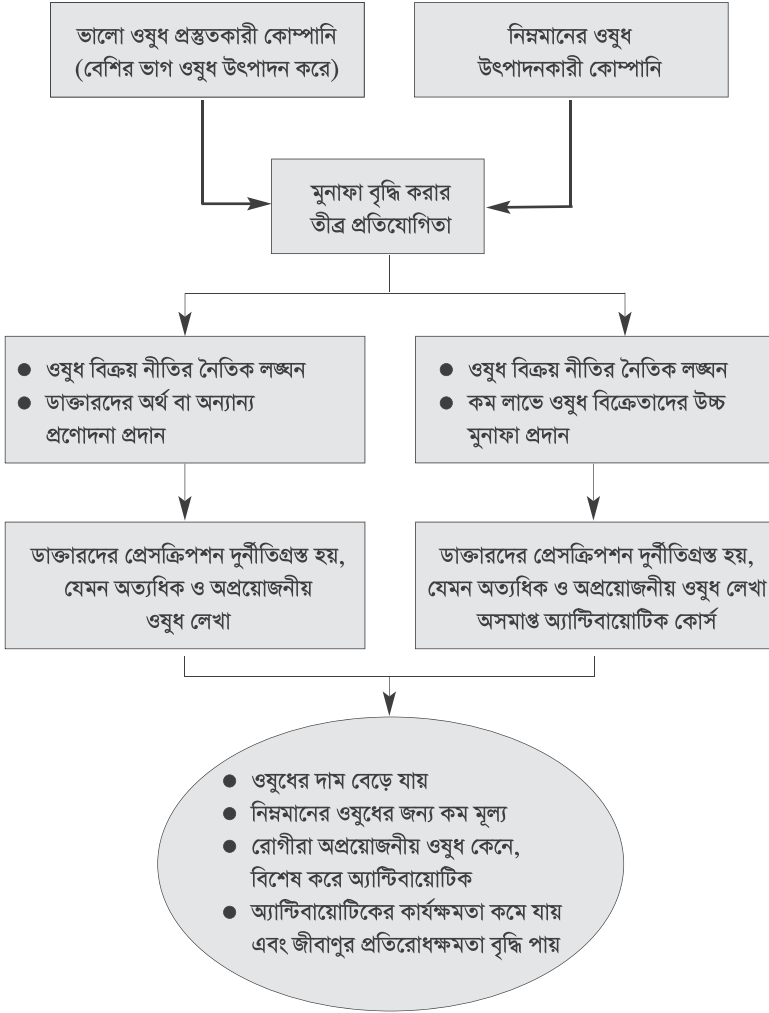 ভালো ওষুধ প্রস্তুতকারী কোম্পানি
(বেশির ভাগ ওষুধ উৎপাদন করে)
নিম্নমানের ওষুধ
উৎপাদনকারী কোম্পানি
মুনাফা বৃদ্ধি করার
তীব্র প্রতিযোগিতা
● ওষুধ বিক্রয় নীতির নৈতিক লঙ্ঘন
● ডাক্তারদের অর্থ বা অন্যান্য
প্রণোদনা প্রদান
● ওষুধ বিক্রয় নীতির নৈতিক লঙ্ঘন
● কম লাভে ওষুধ বিক্রেতাদের উচ্চ
মুনাফা প্রদান
ডাক্তারদের প্রেসক্রিপশন দুর্নীতিগ্রস্ত হয়,
যেমন অত্যধিক ও অপ্রয়োজনীয়
ওষুধ লেখা
ডাক্তারদের প্রেসক্রিপশন দুর্নীতিগ্রস্ত হয়,
যেমন অত্যধিক ও অপ্রয়োজনীয় ওষুধ লেখা
অসমাপ্ত অ্যান্টিবায়োটিক কোর্স
● ওষুধের দাম বেড়ে যায়
● নিম্নমানের ওষুধের জন্য কম মূল্য
● রোগীরা অপ্রয়োজনীয় ওষুধ কেনে,
বিশেষ করে অ্যান্টিবায়োটিক
● অ্যান্টিবায়োটিকের কার্যক্ষমতা কমে যায়
এবং জীবাণুর প্রতিরোধক্ষমতা বৃদ্ধি পায়